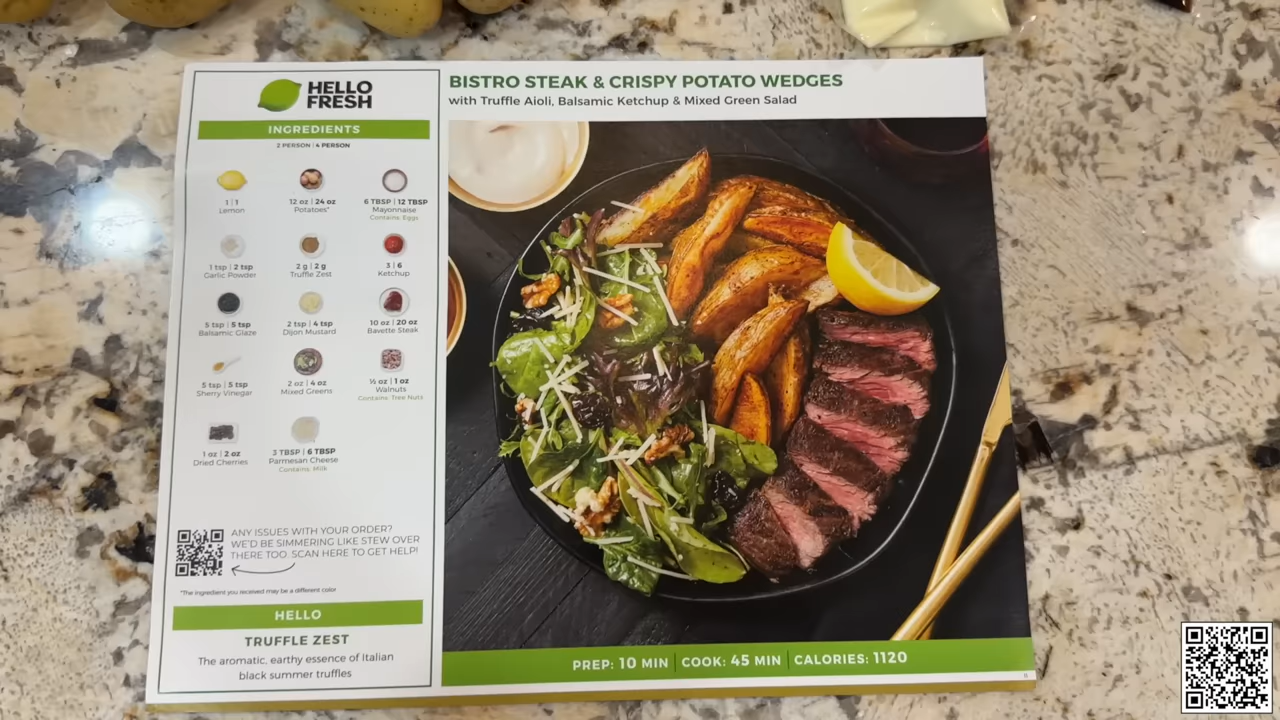 HELLO
FRESH
INGREDIENTS
2 PERSON | 4 PERSON
1 | 1
Lemon
12 oz | 24 oz
Potatoes*
6 TBSP | 12 TBSP
Mayonnaise
Contains: Eggs
1 tsp | 2 tsp
Garlic Powder
2 g | 2 g
Truffle Zest
3 | 6
Ketchup
5 tsp | 5 tsp
Balsamic Glaze
2 tsp | 4 tsp
Dijon Mustard
10 oz | 20 oz
Bavette Steak
5 tsp | 5 tsp
Sherry Vinegar
2 oz | 4 oz
Mixed Greens
½ oz | 1 oz
Walnuts
Contains: Tree Nuts
1 oz | 2 oz
Dried Cherries
3 TBSP | 6 TBSP
Parmesan Cheese
Contains: Milk
ANY ISSUES WITH YOUR ORDER?
WE'D BE SIMMERING LIKE STEW OVER
THERE TOO. SCAN HERE TO GET HELP!
*The ingredient you received may be a different color
HELLO
TRUFFLE ZEST
The aromatic, earthy essence of Italian
black summer truffles
BISTRO STEAK & CRISPY POTATO WEDGES
with Truffle Aioli, Balsamic Ketchup & Mixed Green Salad
PREP: 10 MIN | COOK: 45 MIN | CALORIES: 1120